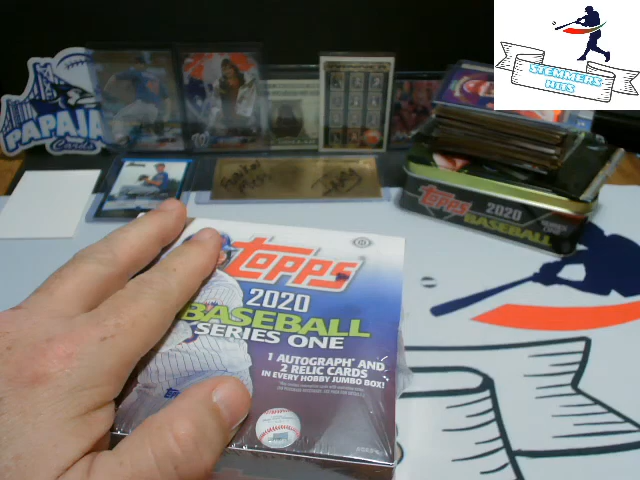 STEMMERS
HITS
PAPAJA
Cards
Topps
2020
BASEBALL
Topps
2020
BASEBALL
SERIES ONE
1 AUTOGRAPH* AND
2 RELIC CARDS
IN EVERY HOBBY JUMBO BOX!